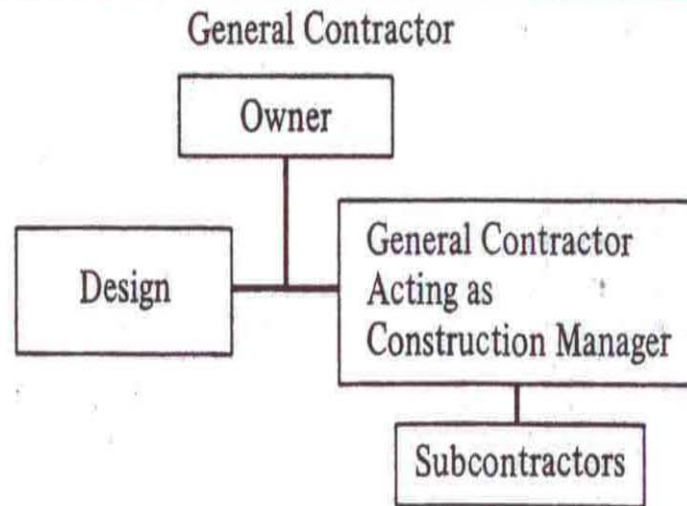 General Contractor
Owner
Design
General Contractor
Acting as
Construction Manager
Subcontractors